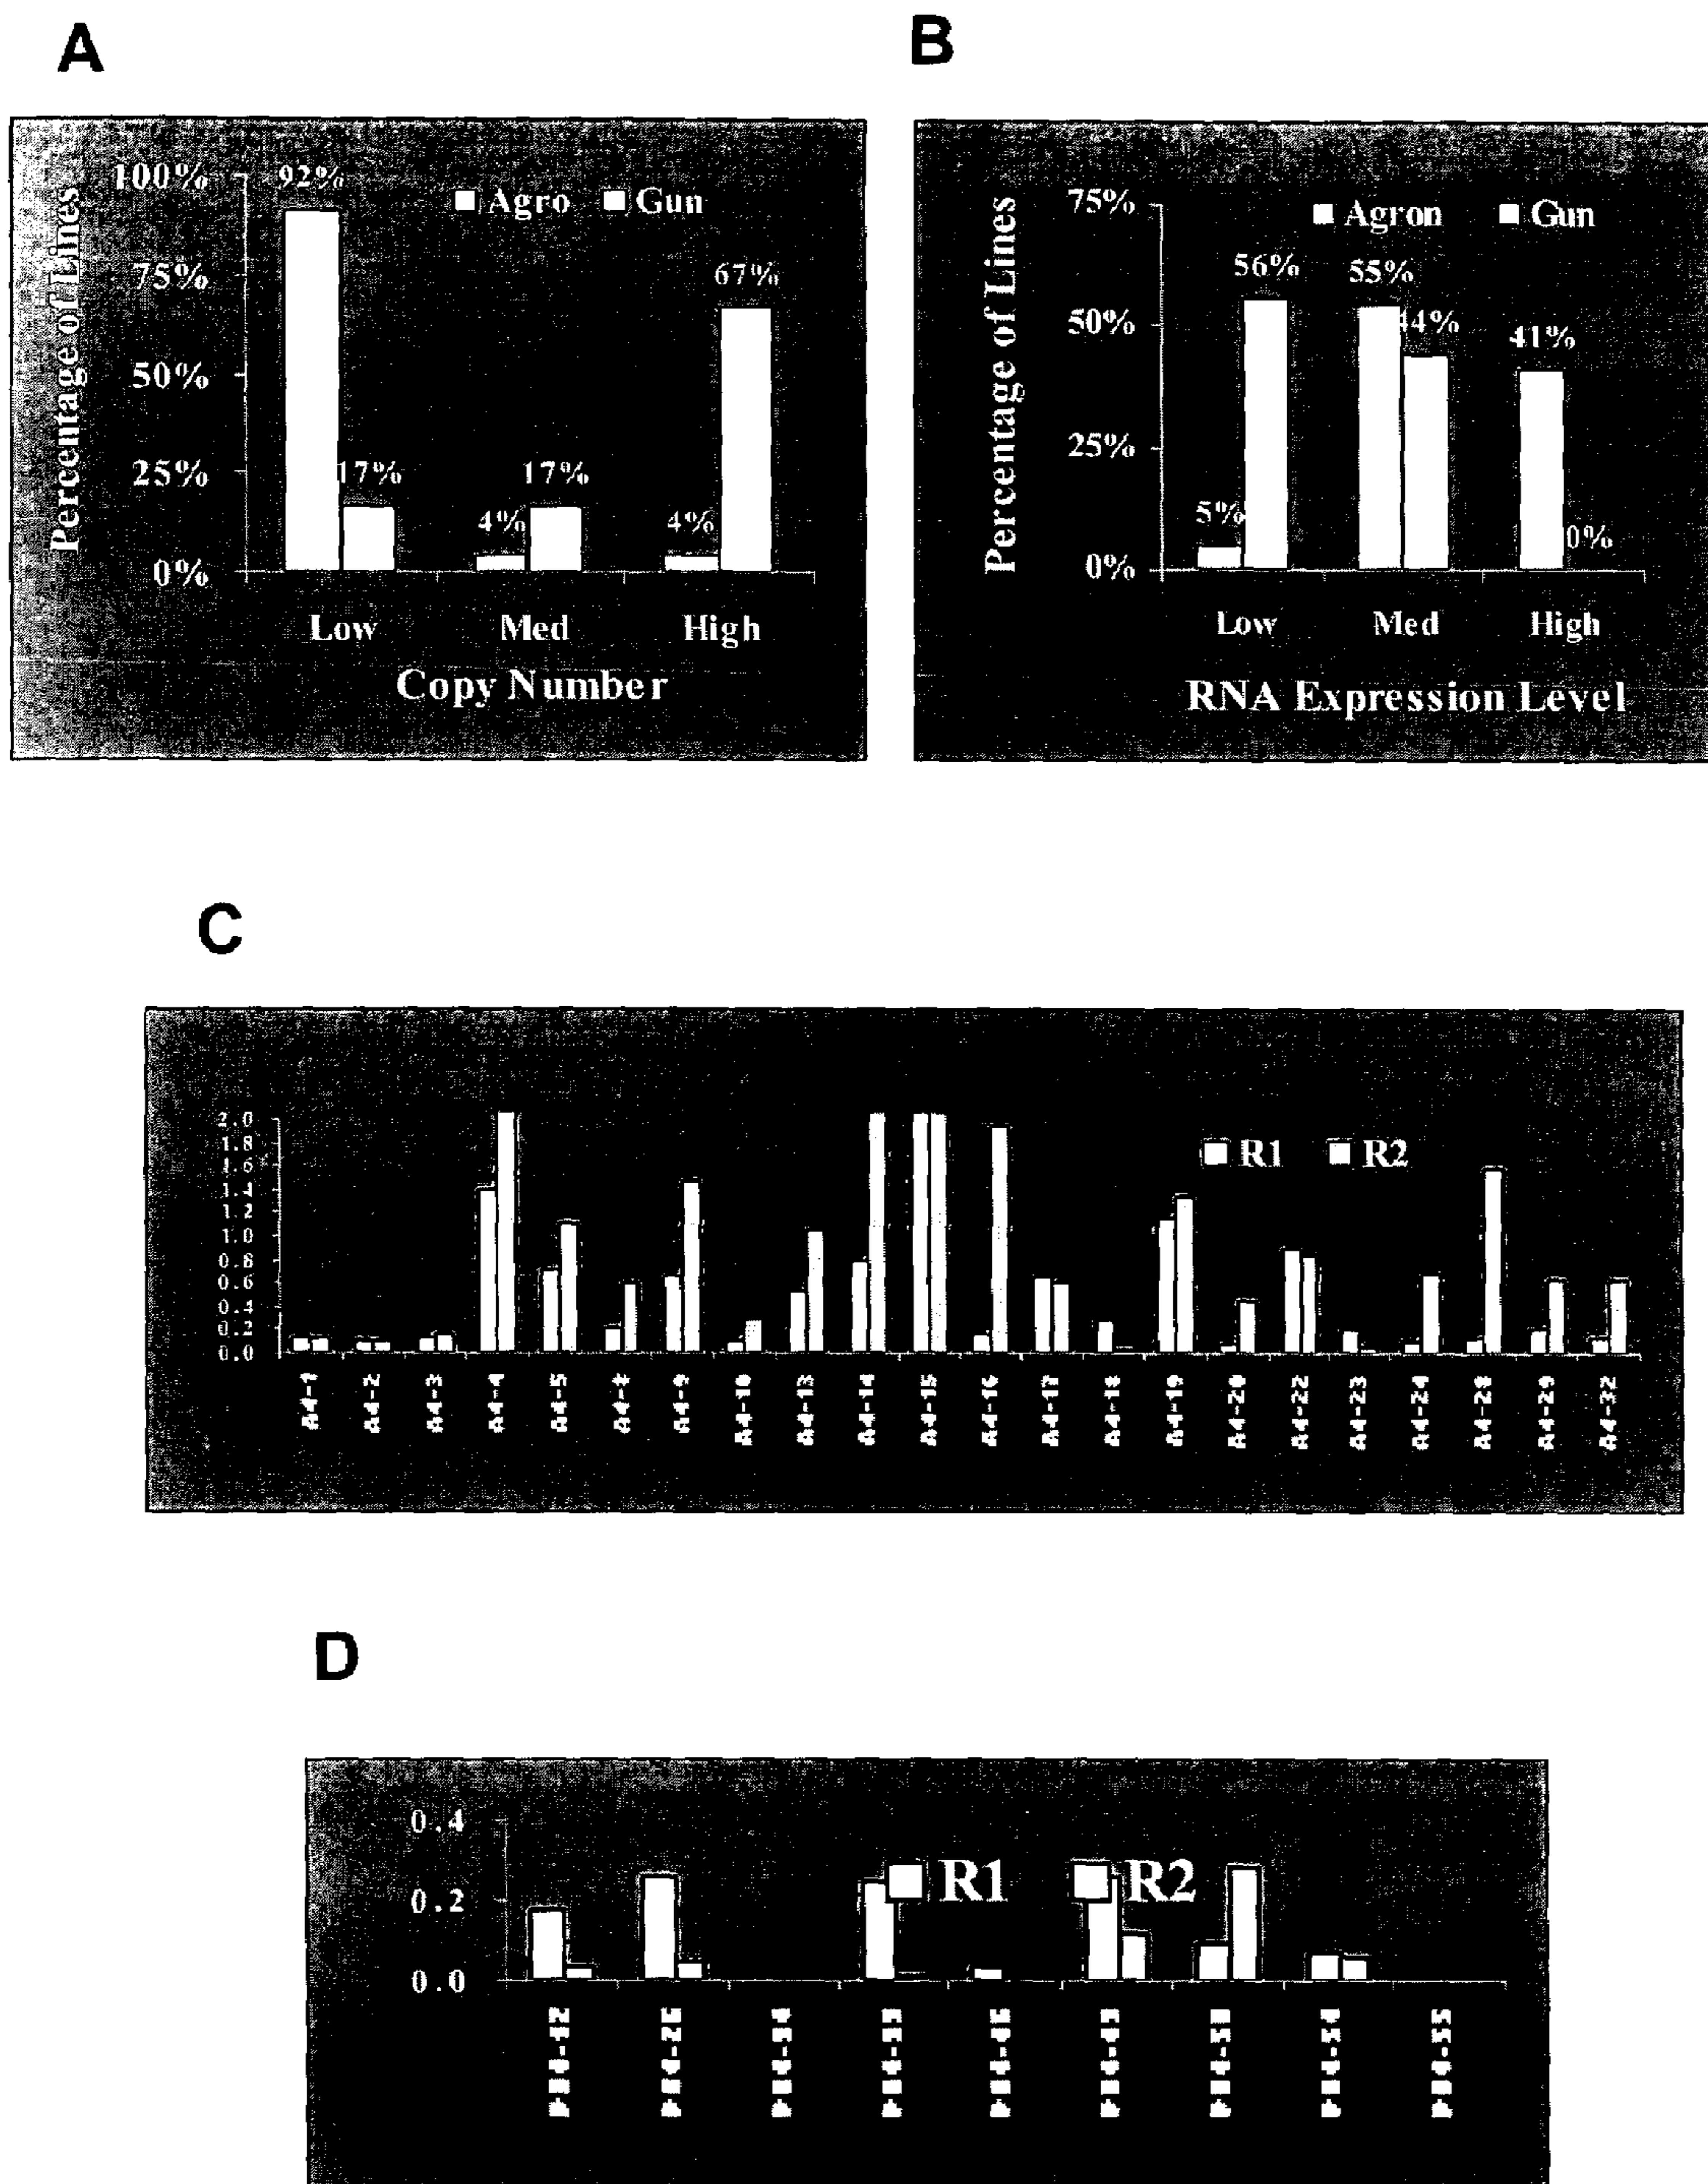 A
B
100%
92%
Agro
Gun
75%
67%
50%
25%
17%
17%
4%
4%
0%
Low
Med
High
Copy Number
Percentage of Lines
75%
Agron
Gun
56%
55%
50%
44%
41%
25%
5%
0%
0%
Low
Med
High
RNA Expression Level
Percentage of Lines
C
2.0
1.8
1.6
1.4
1.2
1.0
0.8
0.6
0.4
0.2
0.0
R1
R2
A4-1
A4-2
A4-3
A4-4
A4-5
A4-9
A4-10
A4-13
A4-14
A4-15
A4-16
A4-17
A4-18
A4-19
A4-20
A4-22
A4-23
A4-24
A4-28
A4-29
A4-32
D
0.4
0.2
0.0
R1
R2